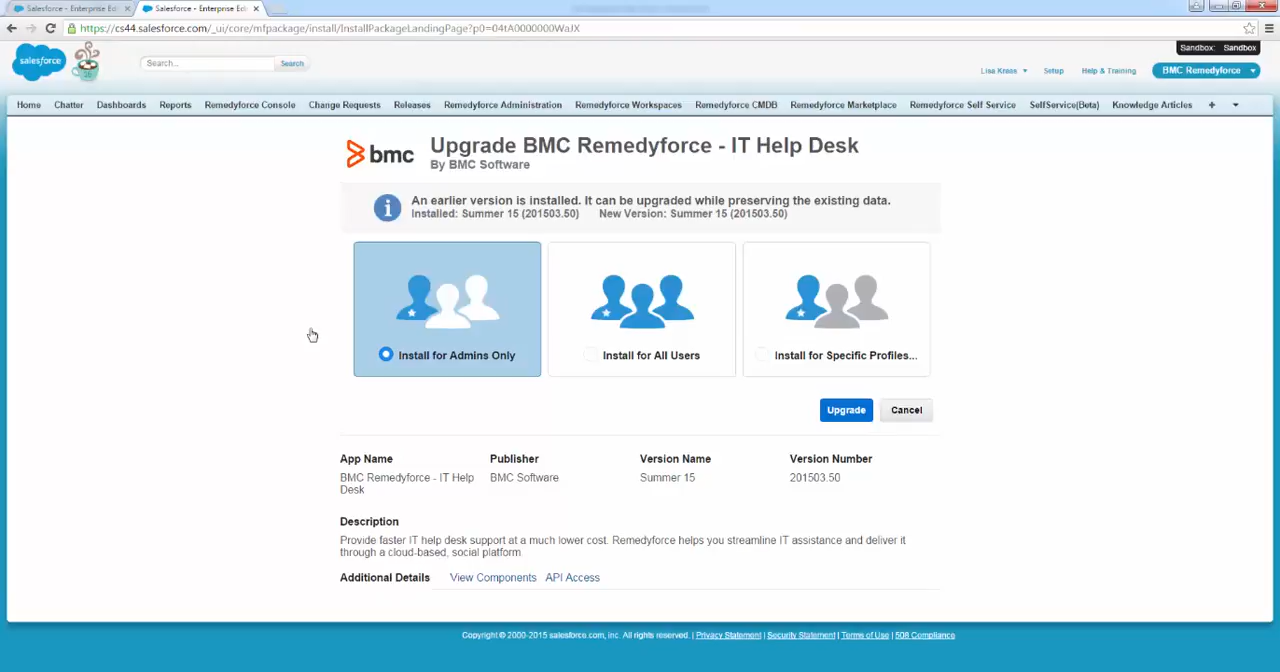 Salesforce - Enterprise Edi
Salesforce - Enterprise Edi
https://cs44.salesforce.com/_ui/core/mfpackage/install/InstallPackageLandingPage?p0=04tA0000000WaJX
Sandbox: Sandbox
salesforce
Search...
Search
Lisa Kraas
Setup
Help & Training
BMC Remedyforce
Home Chatter Dashboards Reports Remedyforce Console Change Requests Releases Remedyforce Administration Remedyforce Workspaces Remedyforce CMDB Remedyforce Marketplace Remedyforce Self Service SelfService(Beta) Knowledge Articles +
bmc
Upgrade BMC Remedyforce - IT Help Desk
By BMC Software
An earlier version is installed. It can be upgraded while preserving the existing data.
Installed: Summer 15 (201503.50) New Version: Summer 15 (201503.50)
Install for Admins Only
Install for All Users
Install for Specific Profiles...
Upgrade
Cancel
App Name Publisher Version Name Version Number
BMC Remedyforce - IT Help BMC Software Summer 15 201503.50
Desk
Description
Provide faster IT help desk support at a much lower cost. Remedyforce helps you streamline IT assistance and deliver it
through a cloud-based, social platform
Additional Details View Components API Access
Copyright © 2000-2015 salesforce.com, inc. All rights reserved. | Privacy Statement | Security Statement | Terms of Use | 508 Compliance